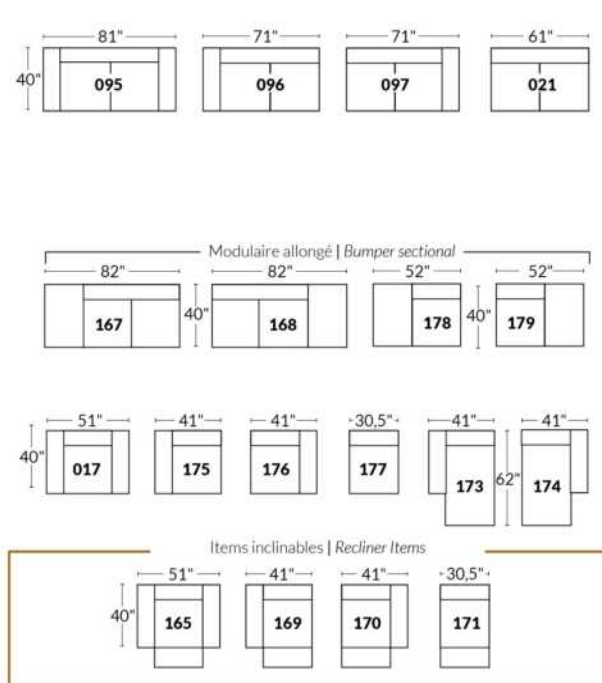 81" 71" 71" 61"
40" 095 096 097 021
Modulaire allongé | Bumper sectional
82" 82" 52" 52"
167 40" 168 178 40" 179
51" 41" 41" 30,5" 41" 41"
40" 017 175 176 177 173 62" 174
Items inclinables | Recliner Items
51" 41" 41" 30,5"
40" 165 169 170 171